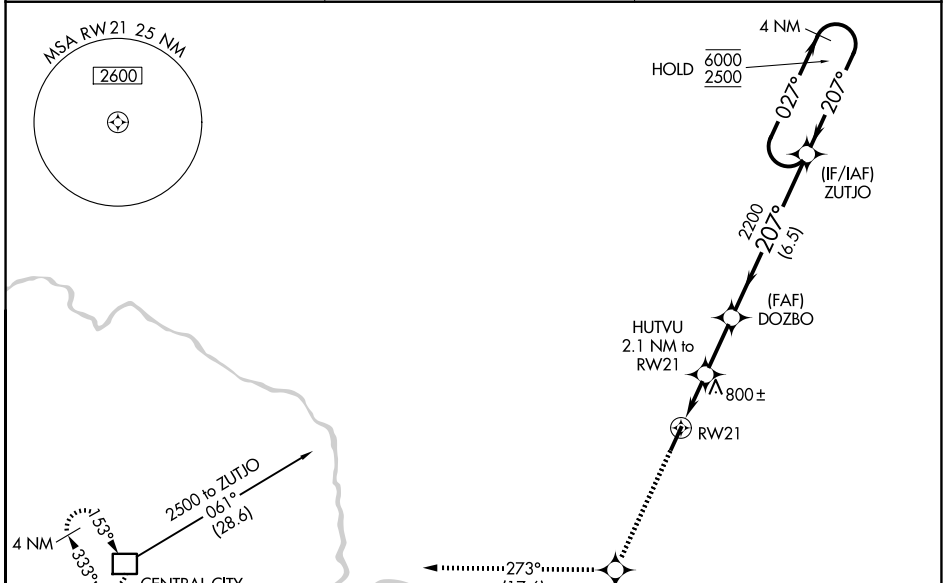 MSA RW21 25 NM
2600
4 NM
HOLD
6000
2500
027°
207°
(IF/IAF)
ZUTJO
2200
207°
(6.5)
(FAF)
DOZBO
HUTVU
2.1 NM to
RW21
800 ±
RW21
2500 to ZUTJO
061°
(28.6)
153°
4 NM
333°
CENTRAL CITY
273°
(17.6)